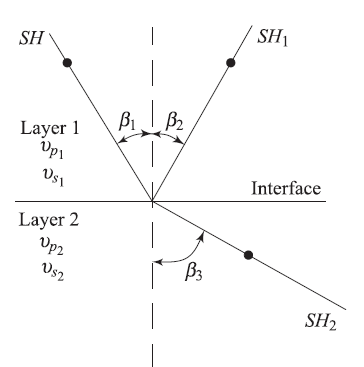 SH
SH₁
β₁
β₂
Layer 1
υₚ₁
υₛ₁
Interface
Layer 2
υₚ₂
υₛ₂
β₃
SH₂